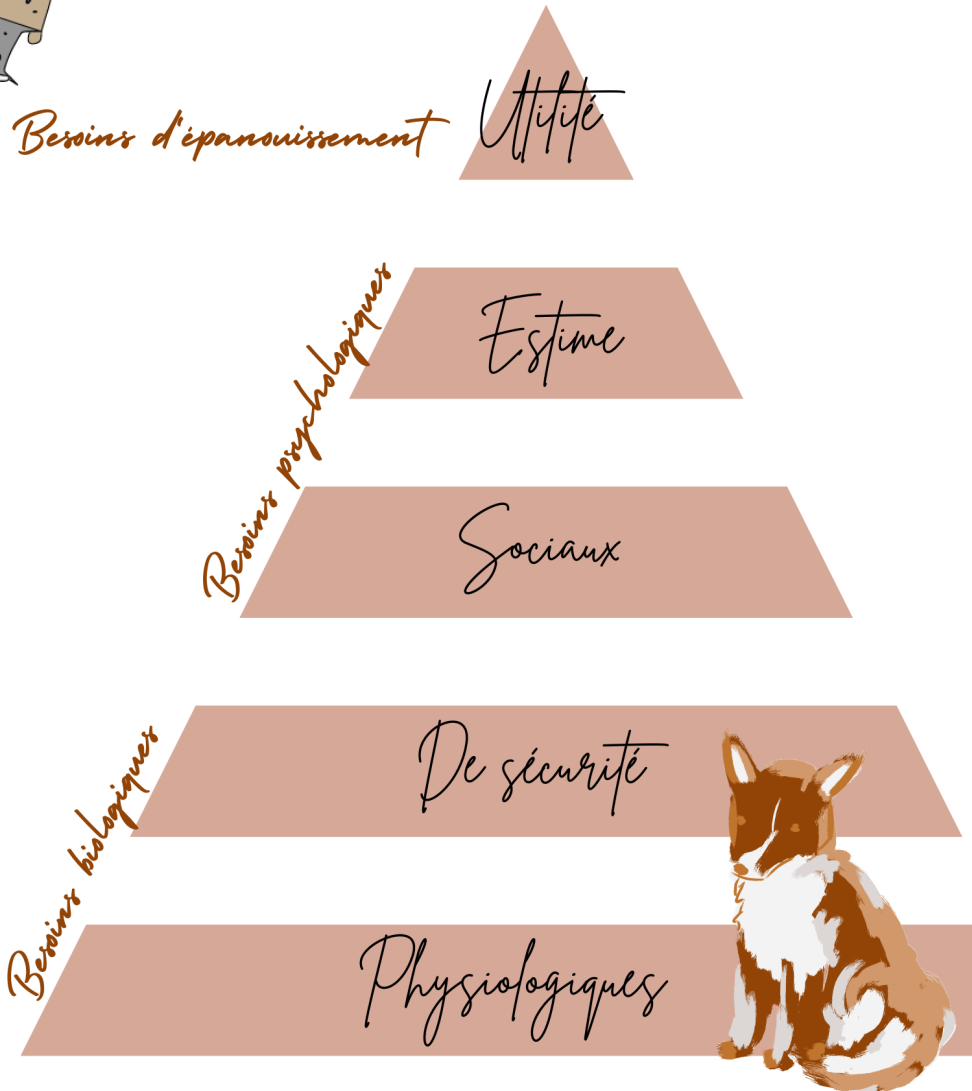 Besoins d'épanouissement
Utilité
Besoins psychologiques
Estime
Sociaux
Besoins biologiques
De sécurité
Physiologiques